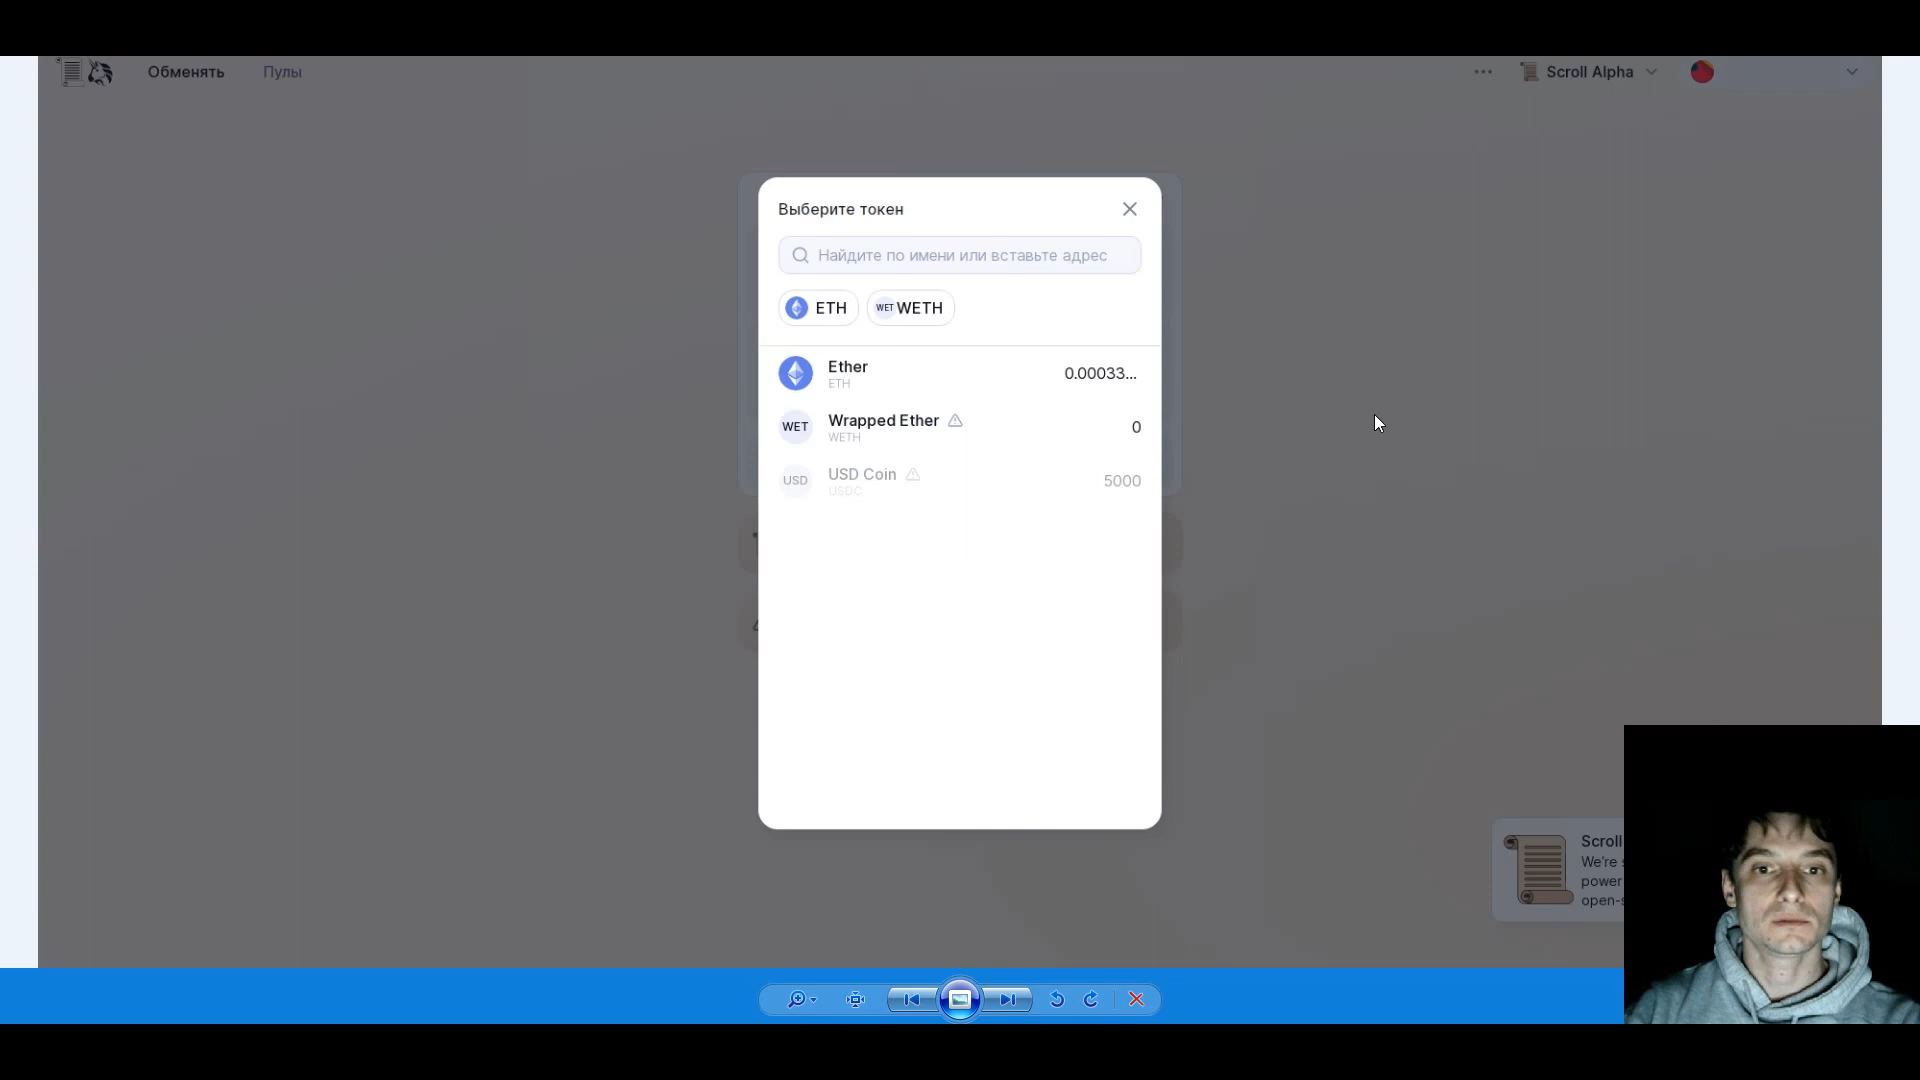 Обменять
Пулы
Scroll Alpha
Выберите токен
Найдите по имени или вставьте адрес
ETH
WET WETH
Ether
ETH
0.00033...
WET
Wrapped Ether
WETH
0
USD
USD Coin
USDC
5000
Scroll
We're
power
open-